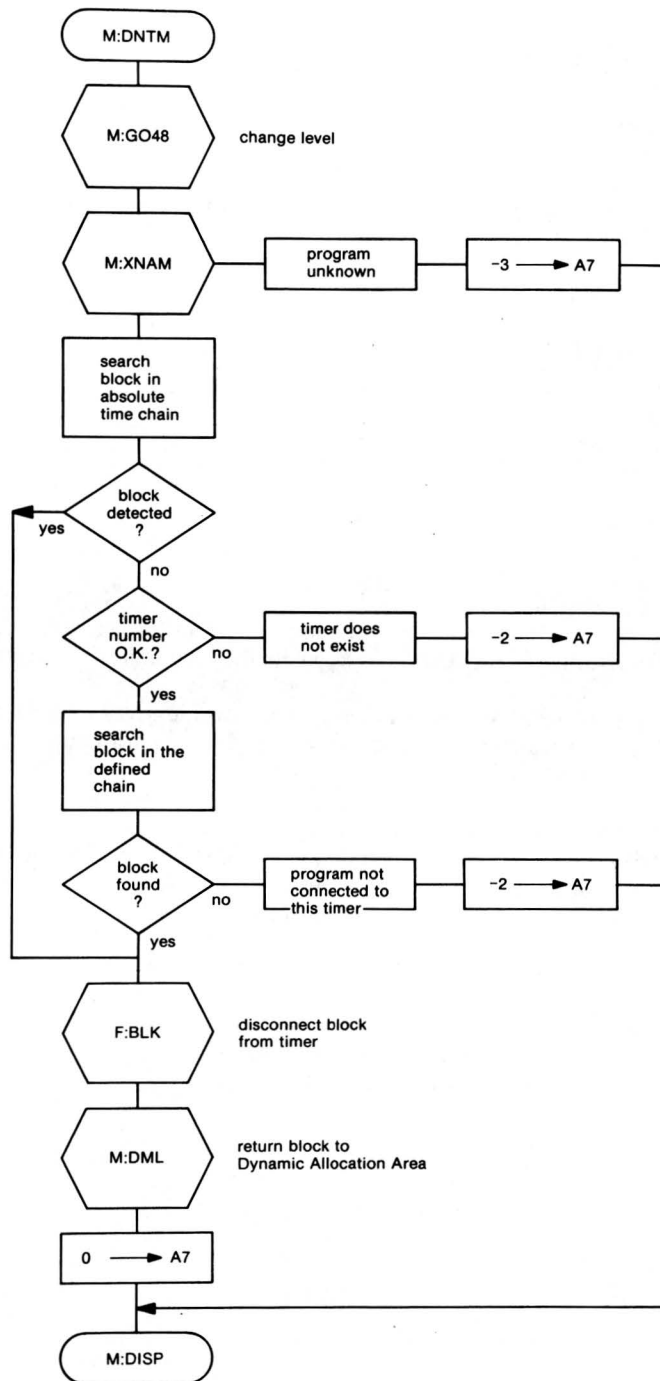 M:DNTM
M:GO48
change level
M:XNAM
program
unknown
-3 → A7
search
block in
absolute
time chain
block
detected
?
yes
no
timer
number
O.K.?
no
timer does
not exist
-2 → A7
yes
search
block in the
defined
chain
block
found
?
no
program not
connected to
this timer
-2 → A7
yes
F:BLK
disconnect block
from timer
M:DML
return block to
Dynamic Allocation Area
0 → A7
M:DISP